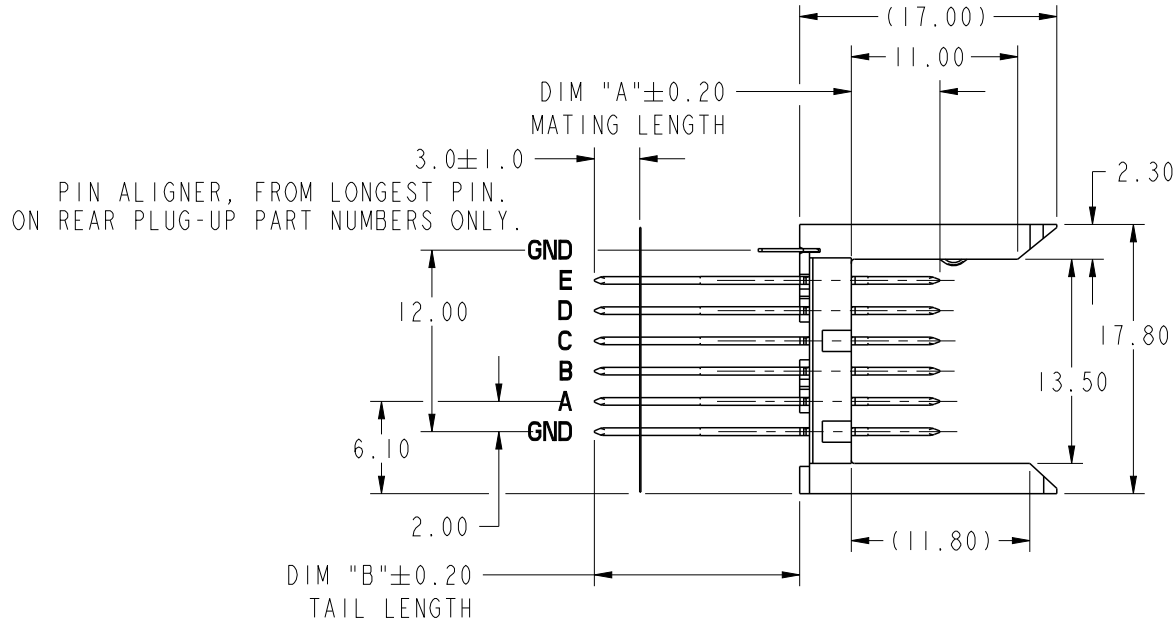 (17.00)
11.00
DIM "A"±0.20
MATING LENGTH
3.0±1.0
2.30
PIN ALIGNER, FROM LONGEST PIN.
ON REAR PLUG-UP PART NUMBERS ONLY.
GND
E
D
12.00
C
17.80
B
13.50
A
GND
6.10
2.00
(11.80)
DIM "B"±0.20
TAIL LENGTH